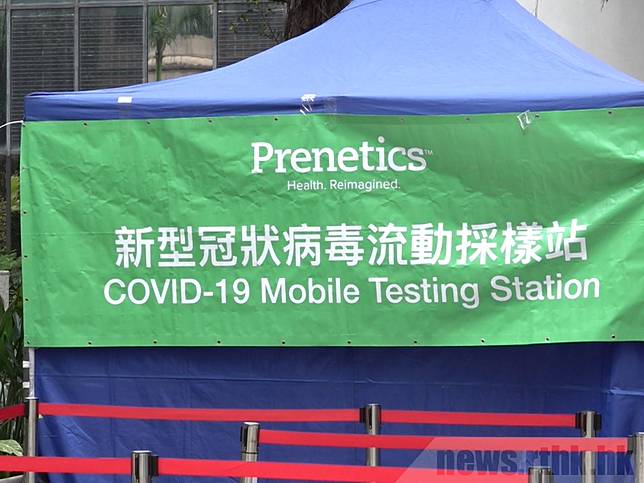 Prenetics™
Health. Reimagined.
新型冠狀病毒流動採樣站
COVID-19 Mobile Testing Station
news.rthk.hk